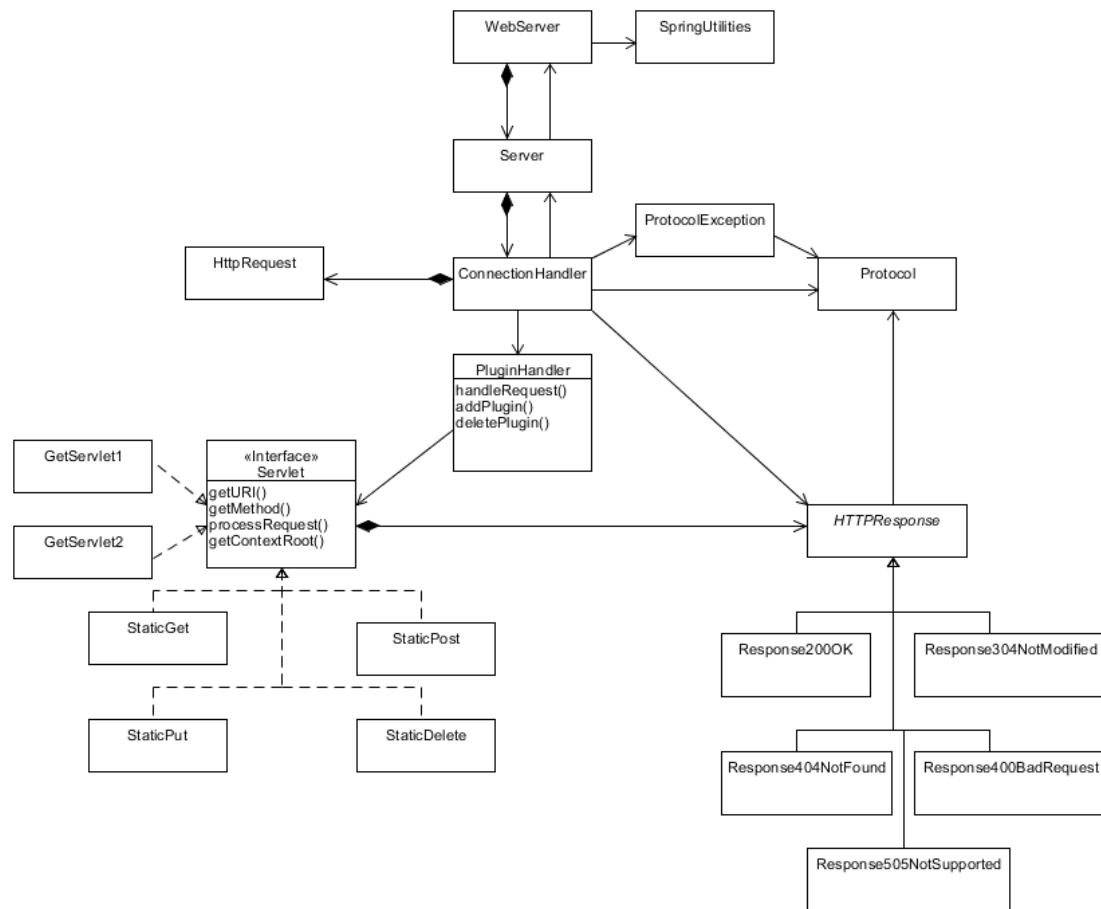 WebServer
SpringUtilities
Server
ProtocolException
HttpRequest
ConnectionHandler
Protocol
PluginHandler
handleRequest()
addPlugin()
deletePlugin()
GetServlet1
«Interface»
Servlet
getURI()
getMethod()
processRequest()
getContextRoot()
GetServlet2
HTTPResponse
StaticGet
StaticPost
Response200OK
Response304NotModified
StaticPut
StaticDelete
Response404NotFound
Response400BadRequest
Response505NotSupported